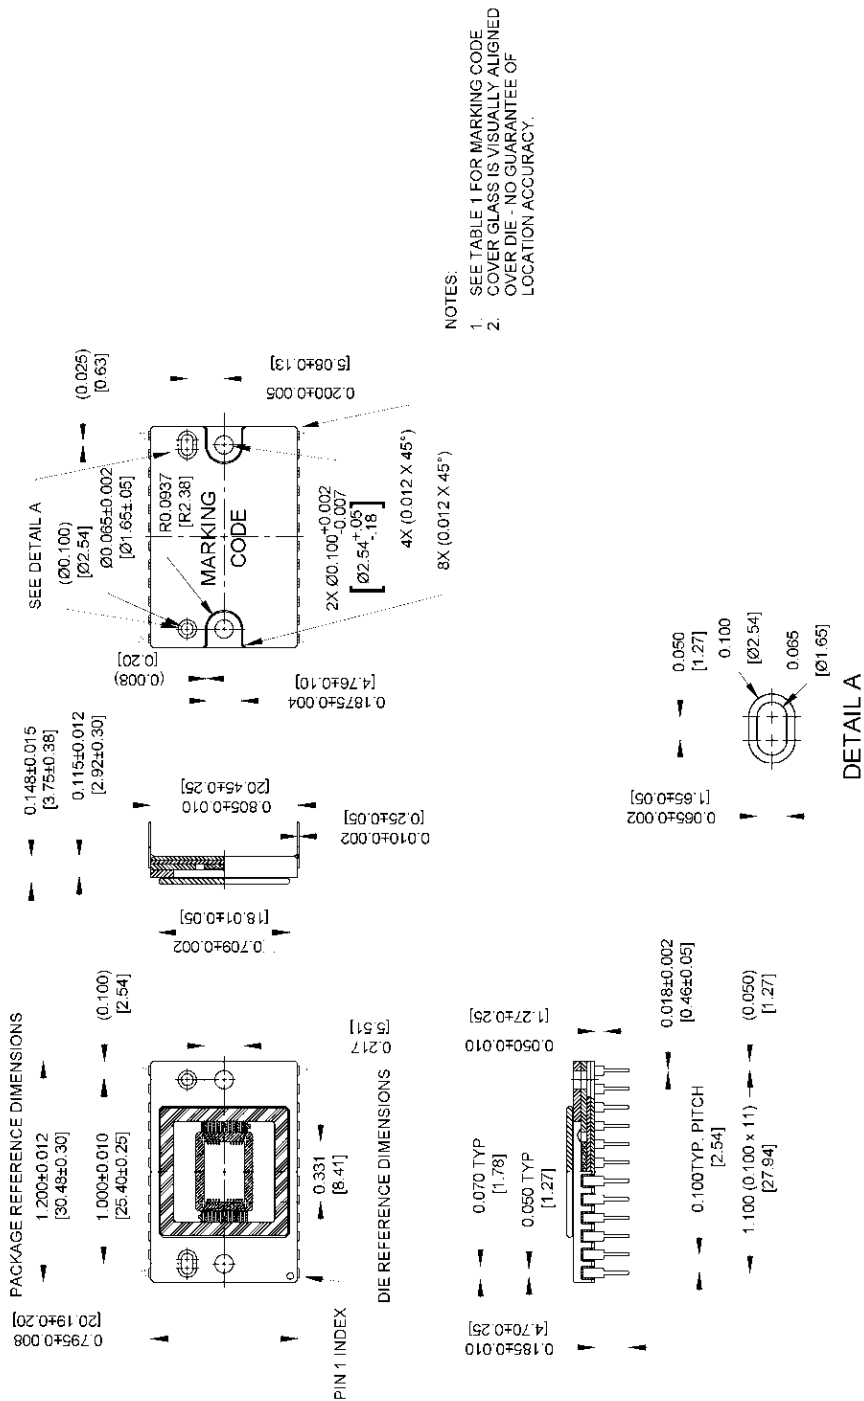 PACKAGE REFERENCE DIMENSIONS
1.200±0.012
[30.48±0.30]
1.000±0.010
[25.40±0.25]
(0.100)
[2.54]
0.795±0.008
[20.19±0.20]
0.217
[5.51]
0.331
[8.41]
PIN 1 INDEX
DIE REFERENCE DIMENSIONS
0.148±0.015
[3.75±0.38]
0.115±0.012
[2.92±0.30]
0.805±0.010
[20.45±0.25]
0.010±0.002
[0.25±0.05]
0.709±0.002
[18.01±0.05]
SEE DETAIL A
(Ø0.100)
[Ø2.54]
Ø0.065±0.002
[Ø1.65±.05]
(0.025)
[0.63]
R0.0937
[R2.38]
MARKING
CODE
(0.008)
[0.20]
0.1875±0.004
[4.76±0.10]
0.200±0.005
[5.08±0.13]
2X Ø0.100+0.002
-0.007
[Ø2.54+.05
-.18]
4X (0.012 X 45°)
8X (0.012 X 45°)
NOTES:
1. SEE TABLE 1 FOR MARKING CODE
2. COVER GLASS IS VISUALLY ALIGNED
OVER DIE - NO GUARANTEE OF
LOCATION ACCURACY.
0.070 TYP
[1.78]
0.050 TYP
[1.27]
0.050±0.010
[1.27±0.25]
0.185±0.010
[4.70±0.25]
0.018±0.002
[0.46±0.05]
0.100TYP. PITCH
[2.54]
1.100 (0.100 x 11)
[27.94]
(0.050)
[1.27]
0.050
[1.27]
0.100
[Ø2.54]
0.065
[Ø1.65]
0.065±0.002
[1.65±0.05]
DETAIL A